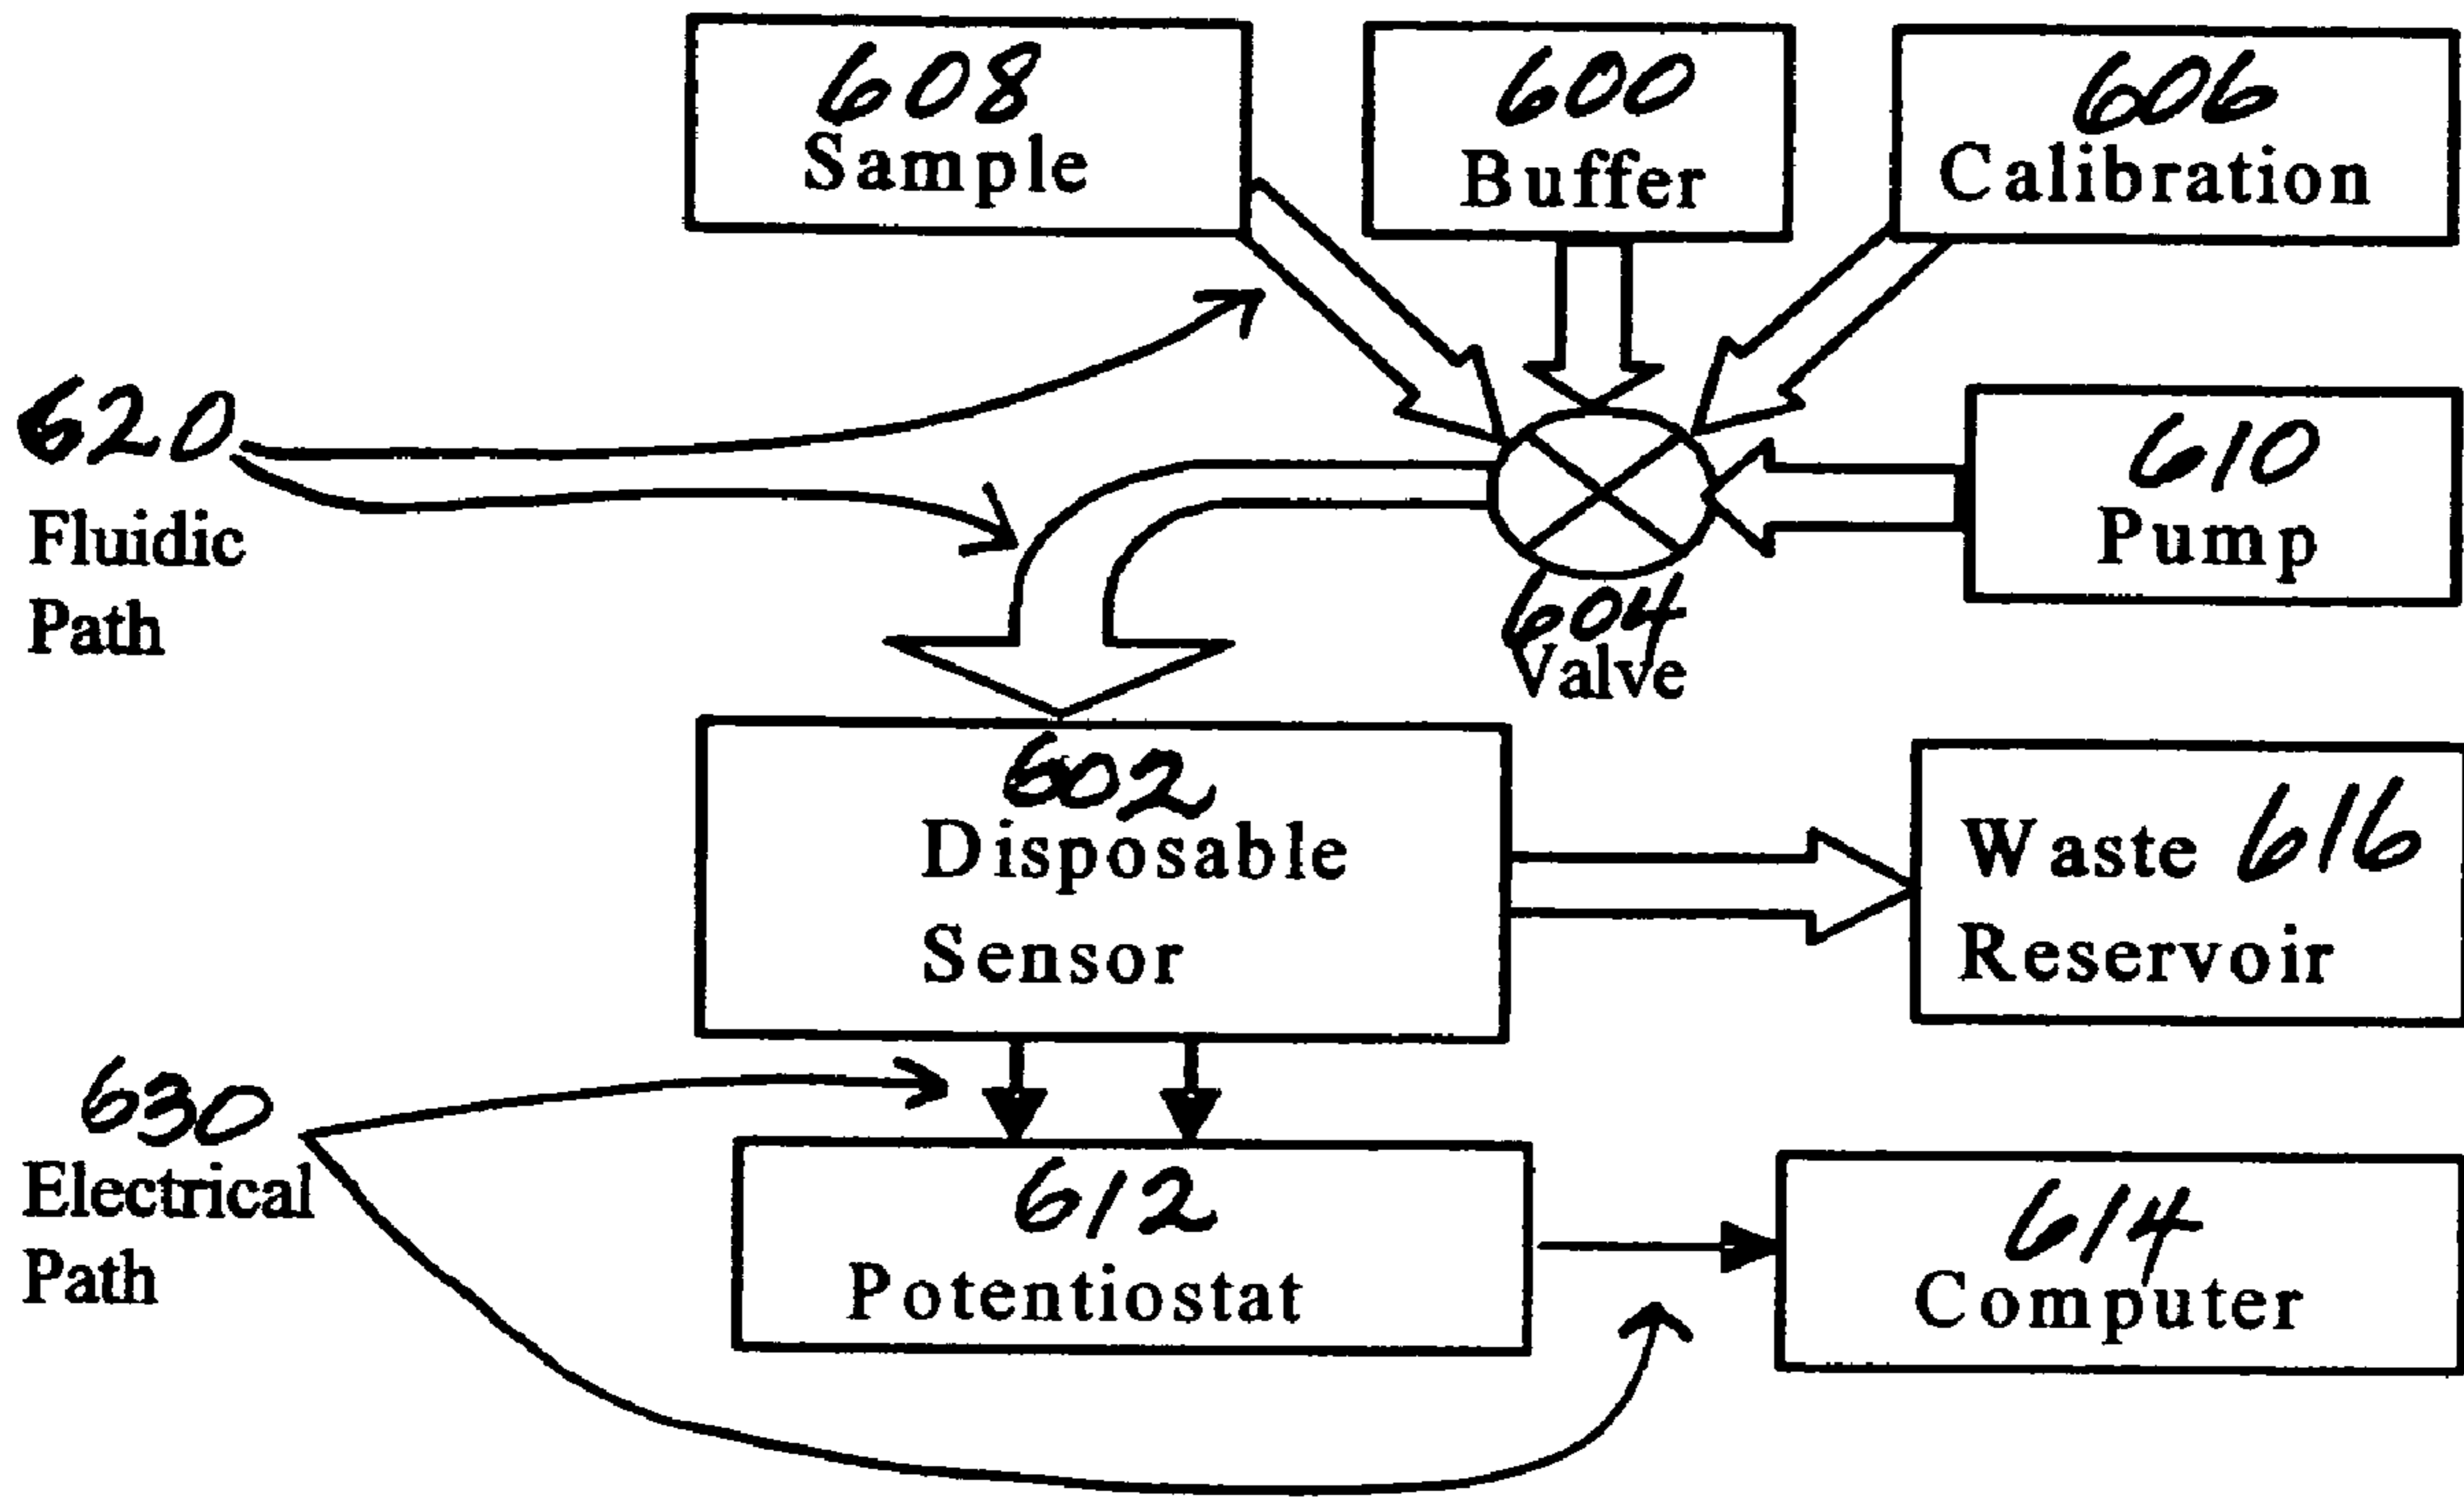 608
Sample
600
Buffer
606
Calibration
620
Fluidic
Path
610
Pump
604
Valve
602
Disposable
Sensor
Waste 616
Reservoir
630
Electrical
Path
612
Potentiostat
614
Computer